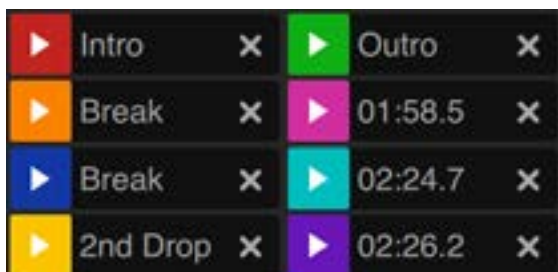 Intro
Outro
Break
01:58.5
Break
02:24.7
2nd Drop
02:26.2